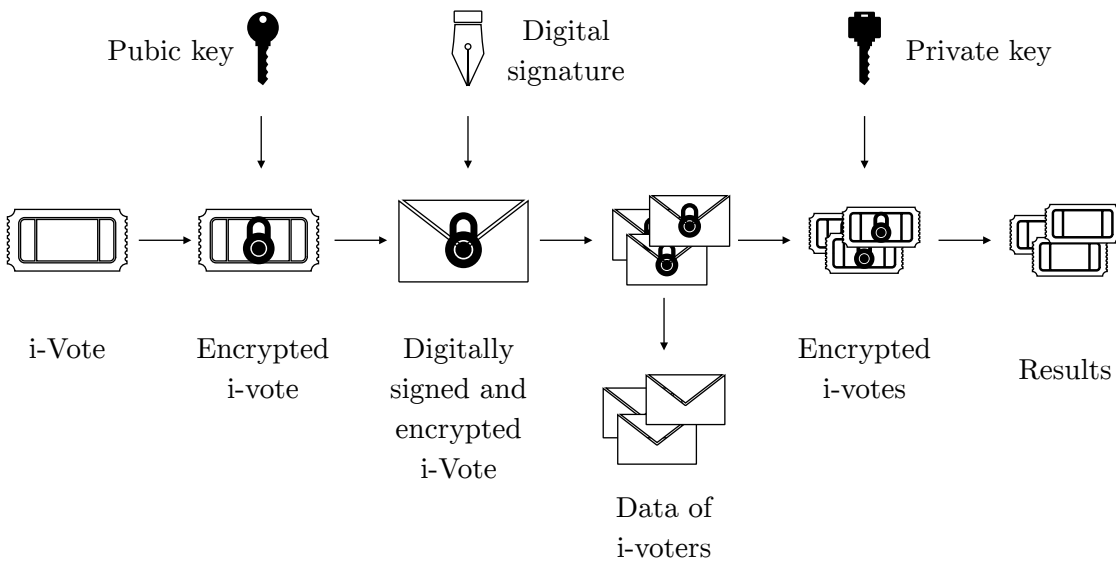 Pubic key
Digital
signature
Private key
i-Vote
Encrypted
i-vote
Digitally
signed and
encrypted
i-Vote
Data of
i-voters
Encrypted
i-votes
Results